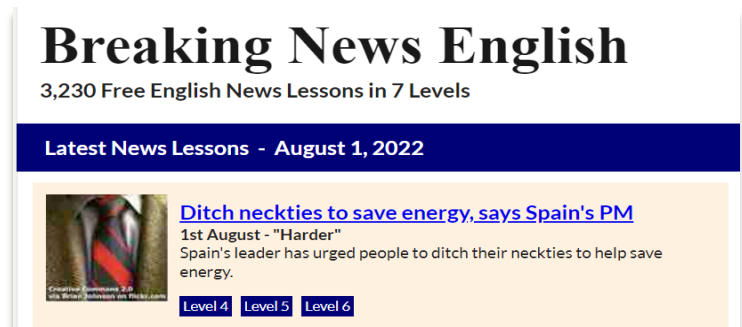 Breaking News English
3,230 Free English News Lessons in 7 Levels
Latest News Lessons - August 1, 2022
Ditch neckties to save energy, says Spain's PM
1st August - "Harder"
Spain's leader has urged people to ditch their neckties to help save
energy.
Creative Commons 2.0
via Brian Johnson on flickr.com
Level 4 Level 5 Level 6